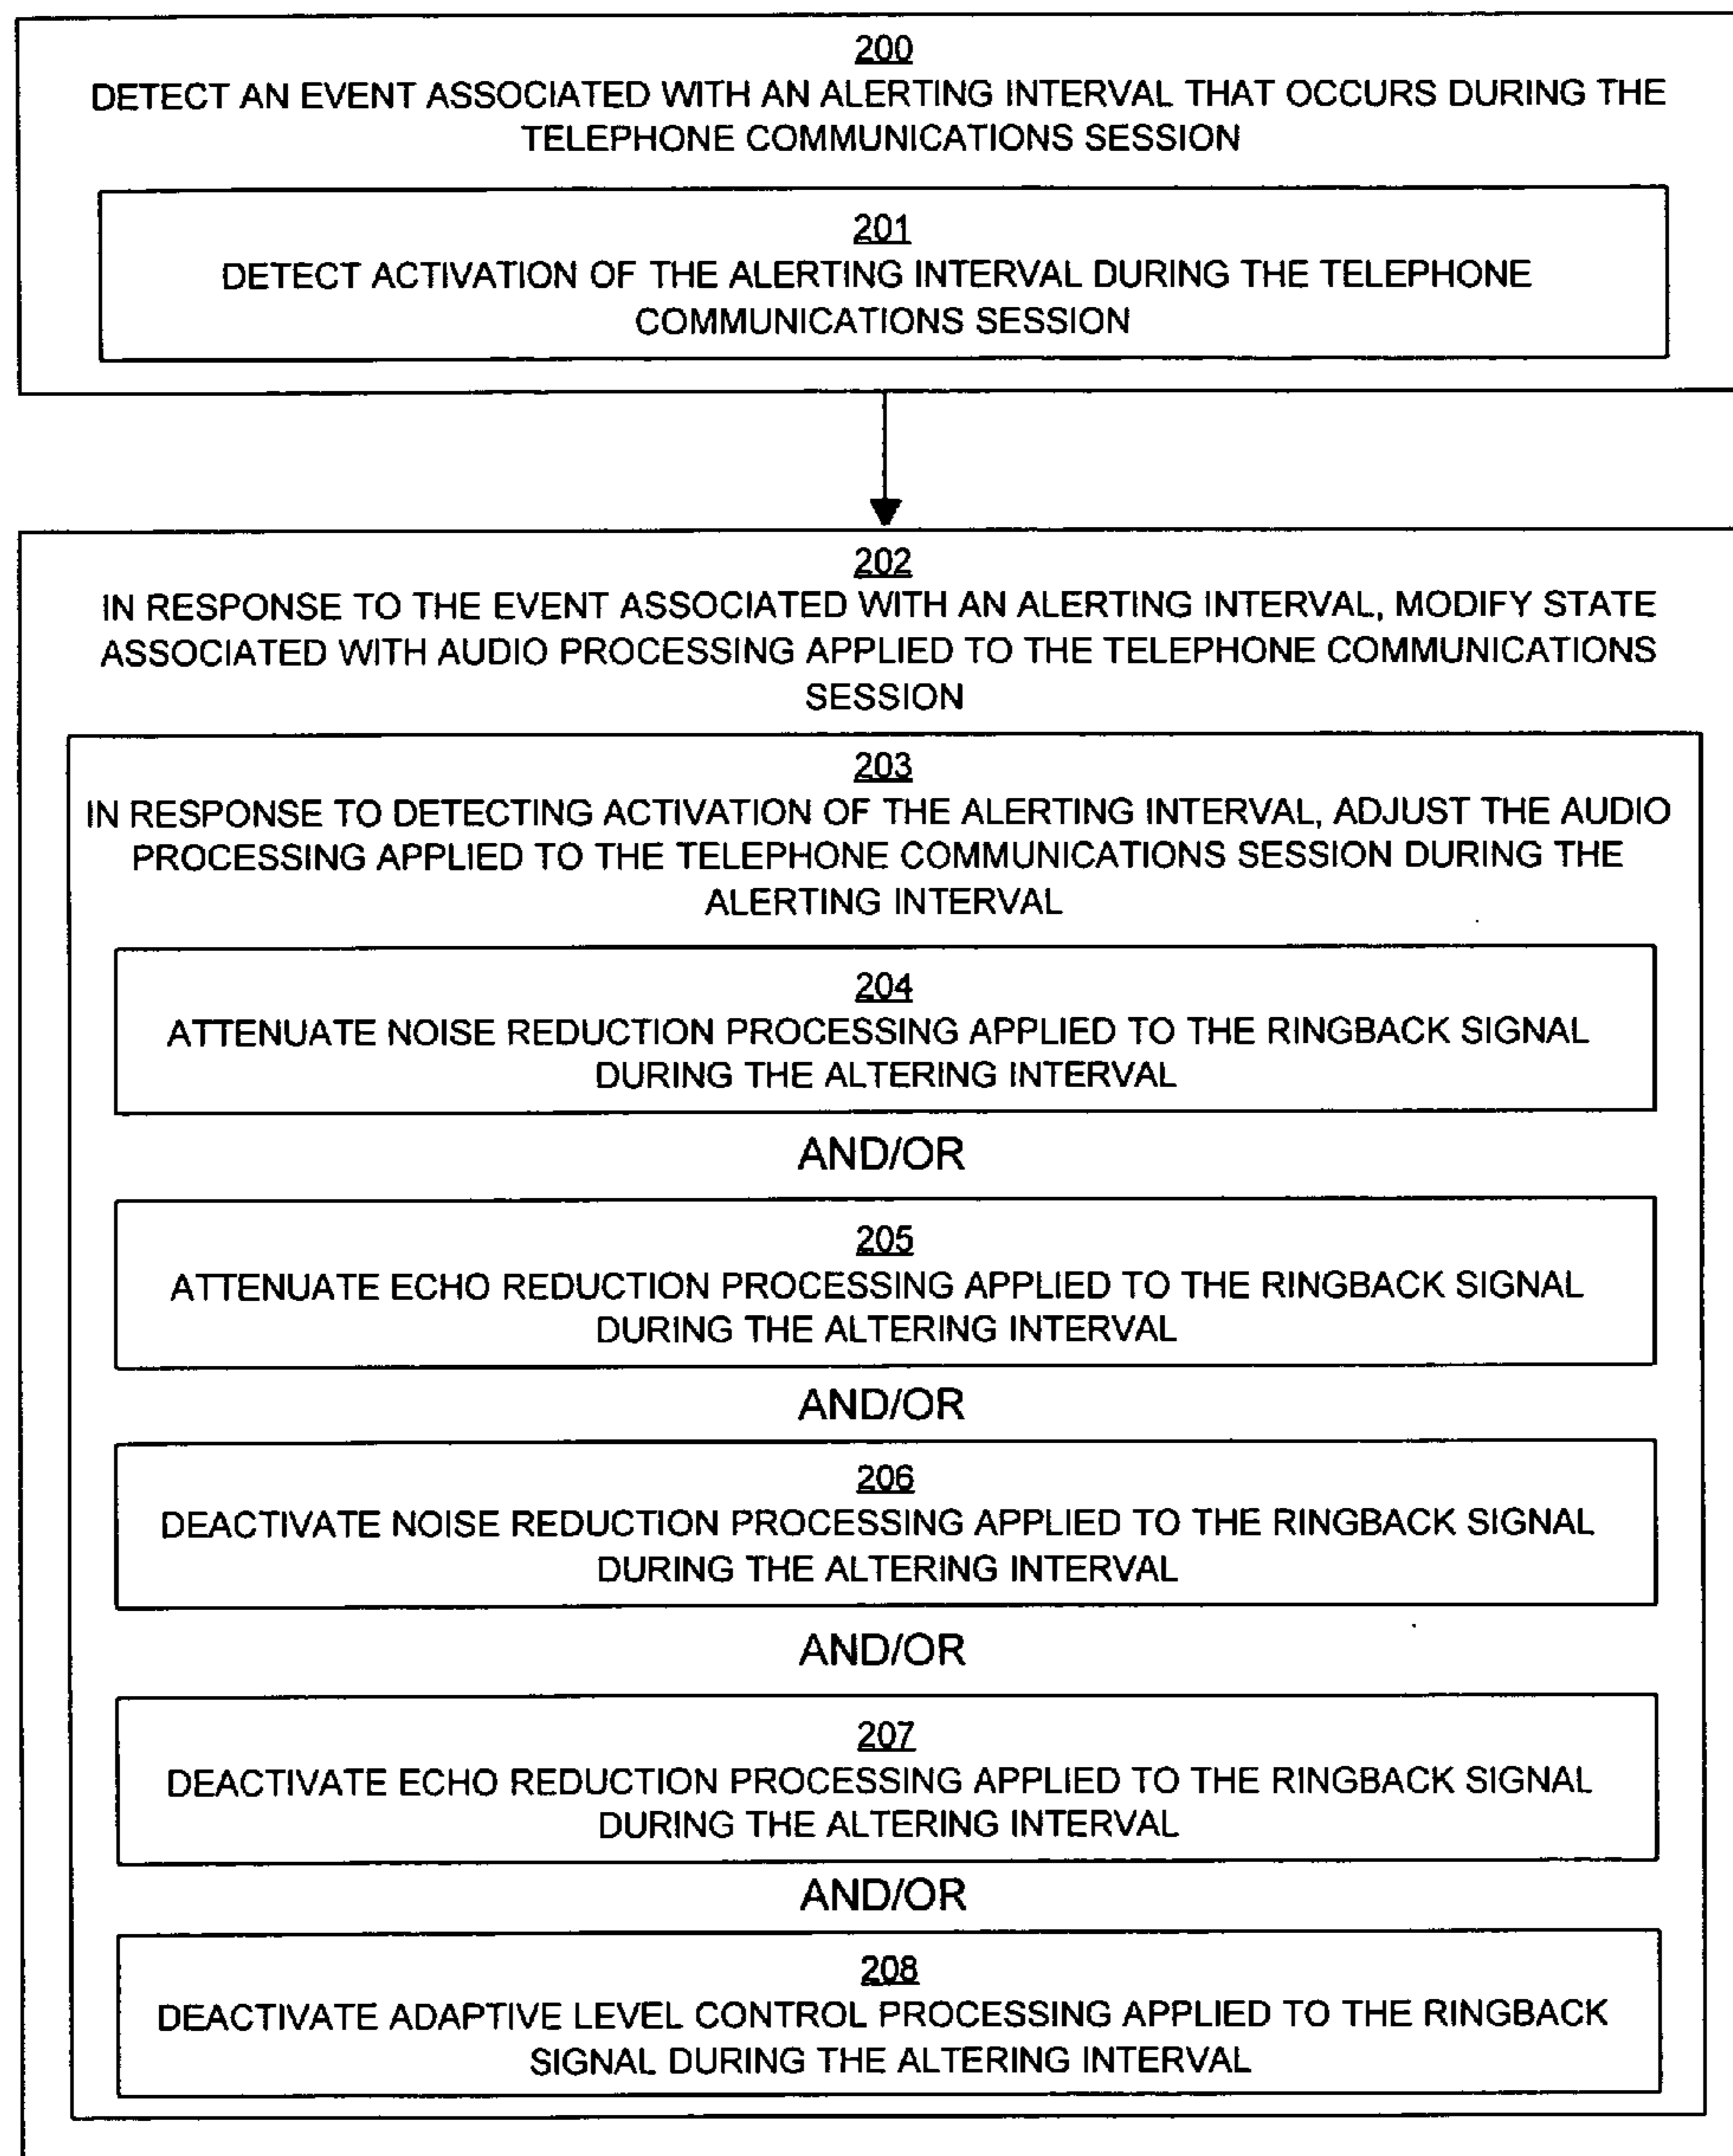 200
DETECT AN EVENT ASSOCIATED WITH AN ALERTING INTERVAL THAT OCCURS DURING THE
TELEPHONE COMMUNICATIONS SESSION
201
DETECT ACTIVATION OF THE ALERTING INTERVAL DURING THE TELEPHONE
COMMUNICATIONS SESSION
202
IN RESPONSE TO THE EVENT ASSOCIATED WITH AN ALERTING INTERVAL, MODIFY STATE
ASSOCIATED WITH AUDIO PROCESSING APPLIED TO THE TELEPHONE COMMUNICATIONS
SESSION
203
IN RESPONSE TO DETECTING ACTIVATION OF THE ALERTING INTERVAL, ADJUST THE AUDIO
PROCESSING APPLIED TO THE TELEPHONE COMMUNICATIONS SESSION DURING THE
ALERTING INTERVAL
204
ATTENUATE NOISE REDUCTION PROCESSING APPLIED TO THE RINGBACK SIGNAL
DURING THE ALTERING INTERVAL
AND/OR
205
ATTENUATE ECHO REDUCTION PROCESSING APPLIED TO THE RINGBACK SIGNAL
DURING THE ALTERING INTERVAL
AND/OR
206
DEACTIVATE NOISE REDUCTION PROCESSING APPLIED TO THE RINGBACK SIGNAL
DURING THE ALTERING INTERVAL
AND/OR
207
DEACTIVATE ECHO REDUCTION PROCESSING APPLIED TO THE RINGBACK SIGNAL
DURING THE ALTERING INTERVAL
AND/OR
208
DEACTIVATE ADAPTIVE LEVEL CONTROL PROCESSING APPLIED TO THE RINGBACK
SIGNAL DURING THE ALTERING INTERVAL